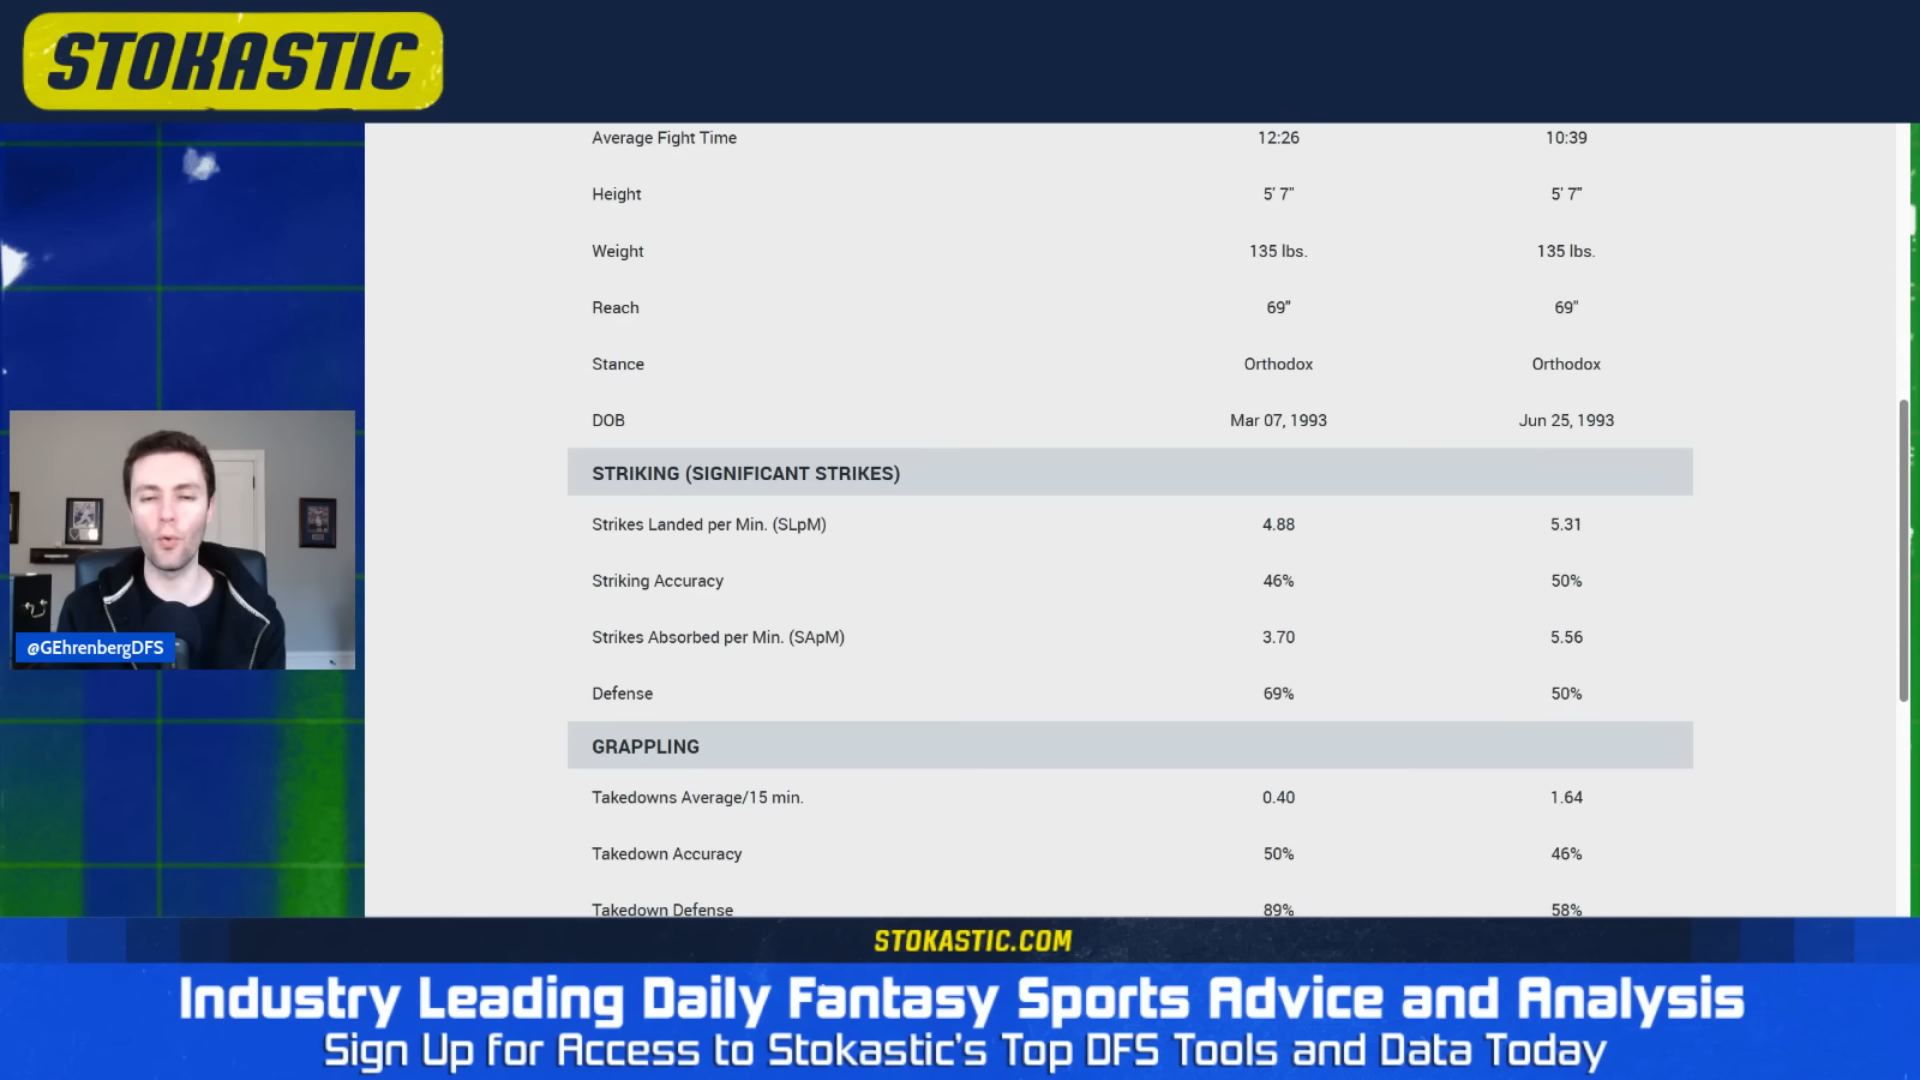 STOKASTIC
Average Fight Time 12:26 10:39
Height 5' 7" 5' 7"
Weight 135 lbs. 135 lbs.
Reach 69" 69"
Stance Orthodox Orthodox
DOB Mar 07, 1993 Jun 25, 1993
STRIKING (SIGNIFICANT STRIKES)
Strikes Landed per Min. (SLpM) 4.88 5.31
Striking Accuracy 46% 50%
Strikes Absorbed per Min. (SApM) 3.70 5.56
Defense 69% 50%
GRAPPLING
Takedowns Average/15 min. 0.40 1.64
Takedown Accuracy 50% 46%
Takedown Defense 89% 58%
@GEhrenbergDFS
STOKASTIC.COM
Industry Leading Daily Fantasy Sports Advice and Analysis
Sign Up for Access to Stokastic's Top DFS Tools and Data Today